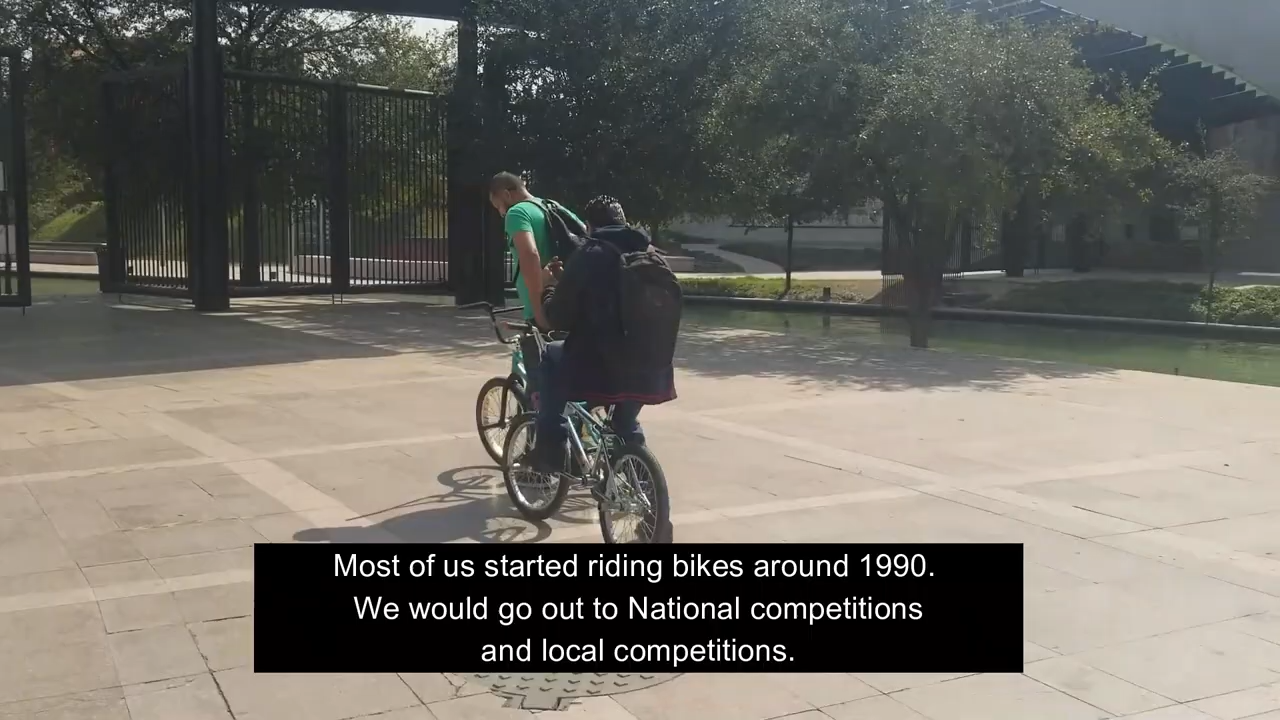 Most of us started riding bikes around 1990.
We would go out to National competitions
and local competitions.